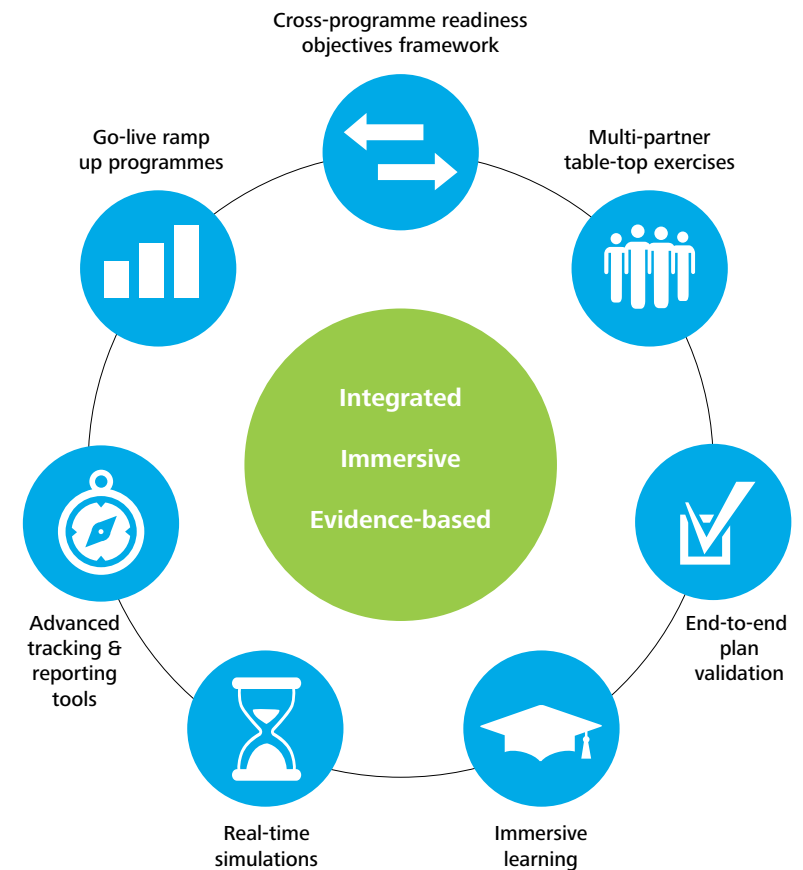 Cross-programme readiness
objectives framework
Go-live ramp
up programmes
Multi-partner
table-top exercises
Integrated
Immersive
Evidence-based
Advanced
tracking &
reporting
tools
End-to-end
plan
validation
Real-time
simulations
Immersive
learning